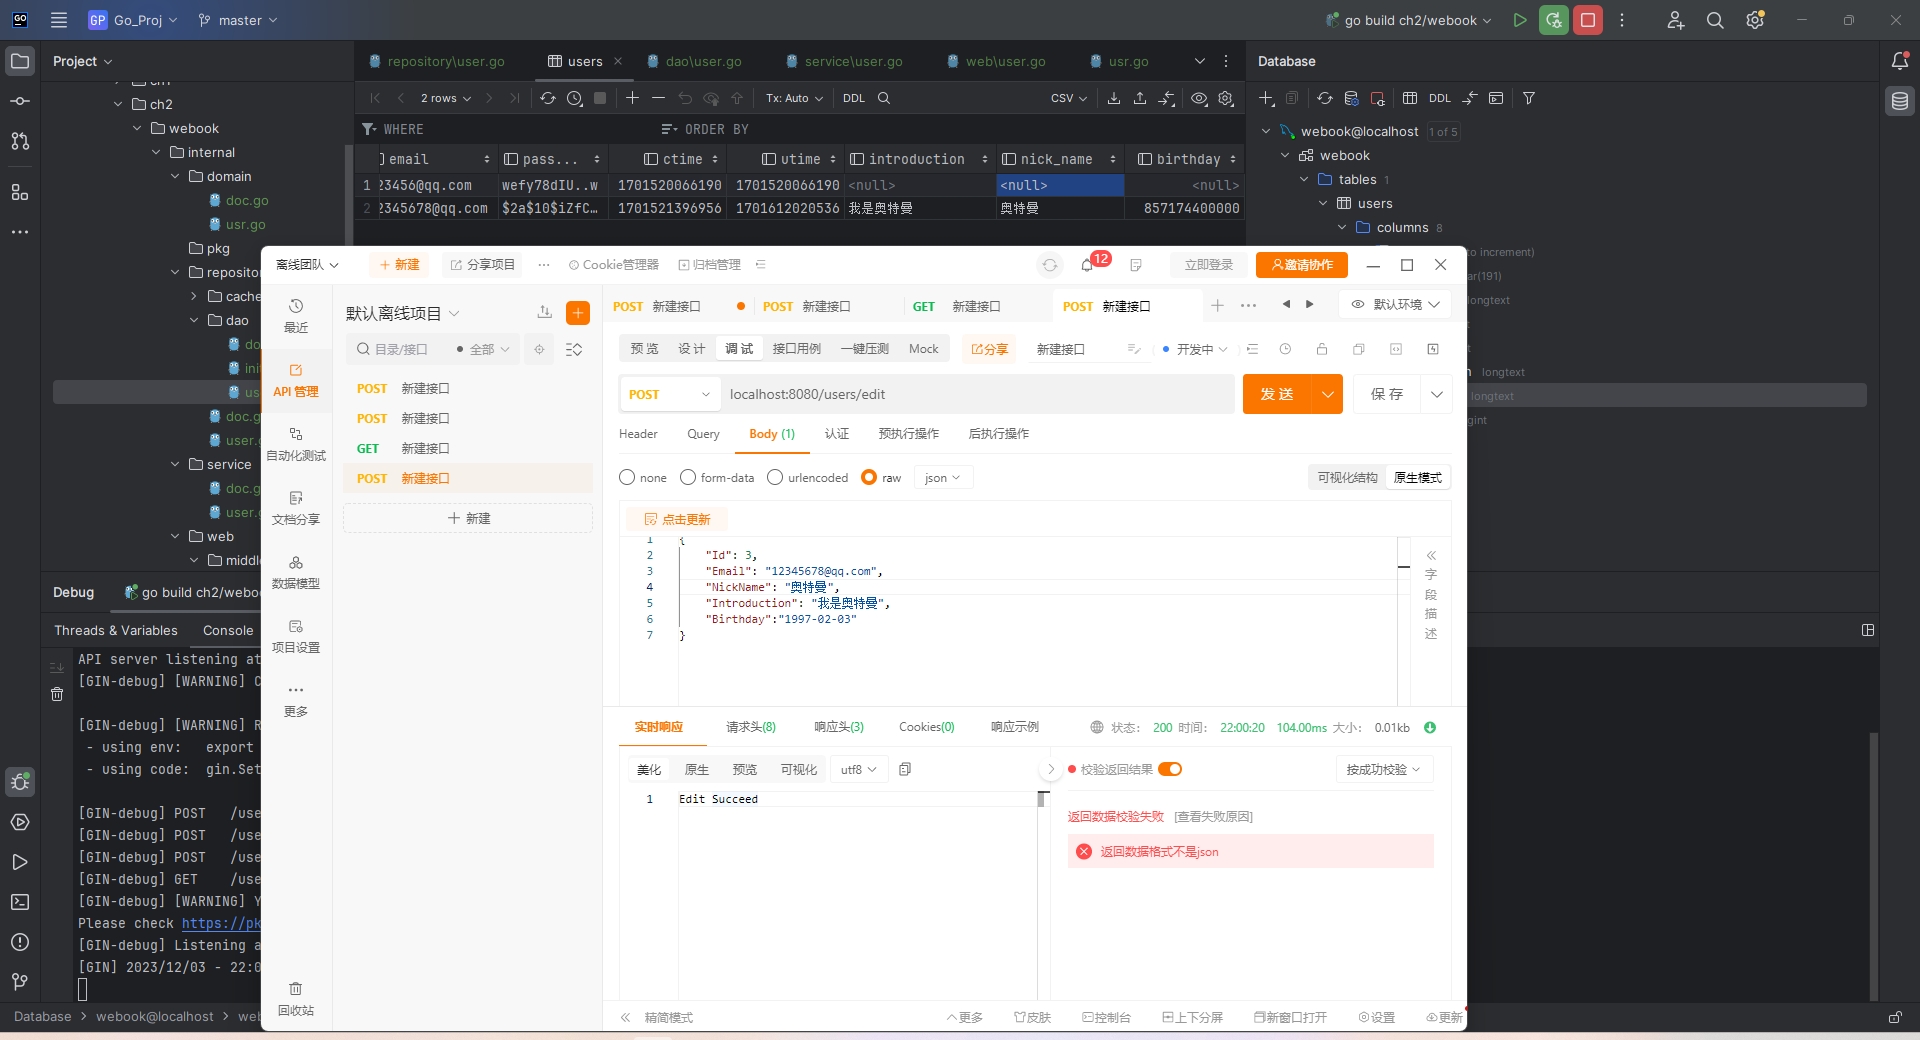 GO
GP Go_Proj
master
go build ch2/webook
Project
repository\user.go
users
dao\user.go
service\user.go
web\user.go
usr.go
Database
2 rows
Tx: Auto
DDL
CSV
DDL
ch2
webook
internal
domain
doc.go
usr.go
pkg
cache
dao
service
web
WHERE
ORDER BY
email
pass...
ctime
utime
introduction
nick_name
birthday
1 23456@qq.com wefy78dIU..w 1701520066190 1701520066190 <null> <null> <null>
2 2345678@qq.com $2a$10$iZfC… 1701521396956 1701612020536 我是奥特曼 奥特曼 857174400000
webook@localhost 1 of 5
webook
tables 1
users
columns 8
to increment)
ar(191)
longtext
longtext
longtext
gint
离线团队
新建
分享项目
Cookie管理器
归档管理
12
立即登录
邀请协作
最近
API 管理
自动化测试
文档分享
数据模型
项目设置
更多
回收站
默认离线项目
目录/接口
全部
POST 新建接口
POST 新建接口
GET 新建接口
POST 新建接口
新建
POST 新建接口
POST 新建接口
GET 新建接口
POST 新建接口
默认环境
预览 设计 调试 接口用例 一键压测 Mock
分享
新建接口
开发中
POST
localhost:8080/users/edit
发送
保存
Header
Query
Body (1)
认证
预执行操作
后执行操作
none
form-data
urlencoded
raw
json
可视化结构
原生模式
点击更新
1 {
2 "Id": 3,
3 "Email": "12345678@qq.com",
4 "NickName": "奥特曼",
5 "Introduction": "我是奥特曼",
6 "Birthday":"1997-02-03"
7 }
字段描述
实时响应
请求头(8)
响应头(3)
Cookies(0)
响应示例
状态: 200 时间: 22:00:20 104.00ms 大小: 0.01kb
美化
原生
预览
可视化
utf8
校验返回结果
按成功校验
1 Edit Succeed
返回数据校验失败 [查看失败原因]
返回数据格式不是json
精简模式
更多
皮肤
控制台
上下分屏
新窗口打开
设置
更新
Debug
go build ch2/webo
Threads & Variables
Console
API server listening at
[GIN-debug] [WARNING] C
[GIN-debug] [WARNING] R
- using env: export
- using code: gin.Set
[GIN-debug] POST /use
[GIN-debug] POST /use
[GIN-debug] POST /use
[GIN-debug] GET /use
[GIN-debug] [WARNING] Y
Please check https://pk
[GIN-debug] Listening a
[GIN] 2023/12/03 - 22:0
Database > webook@localhost > web